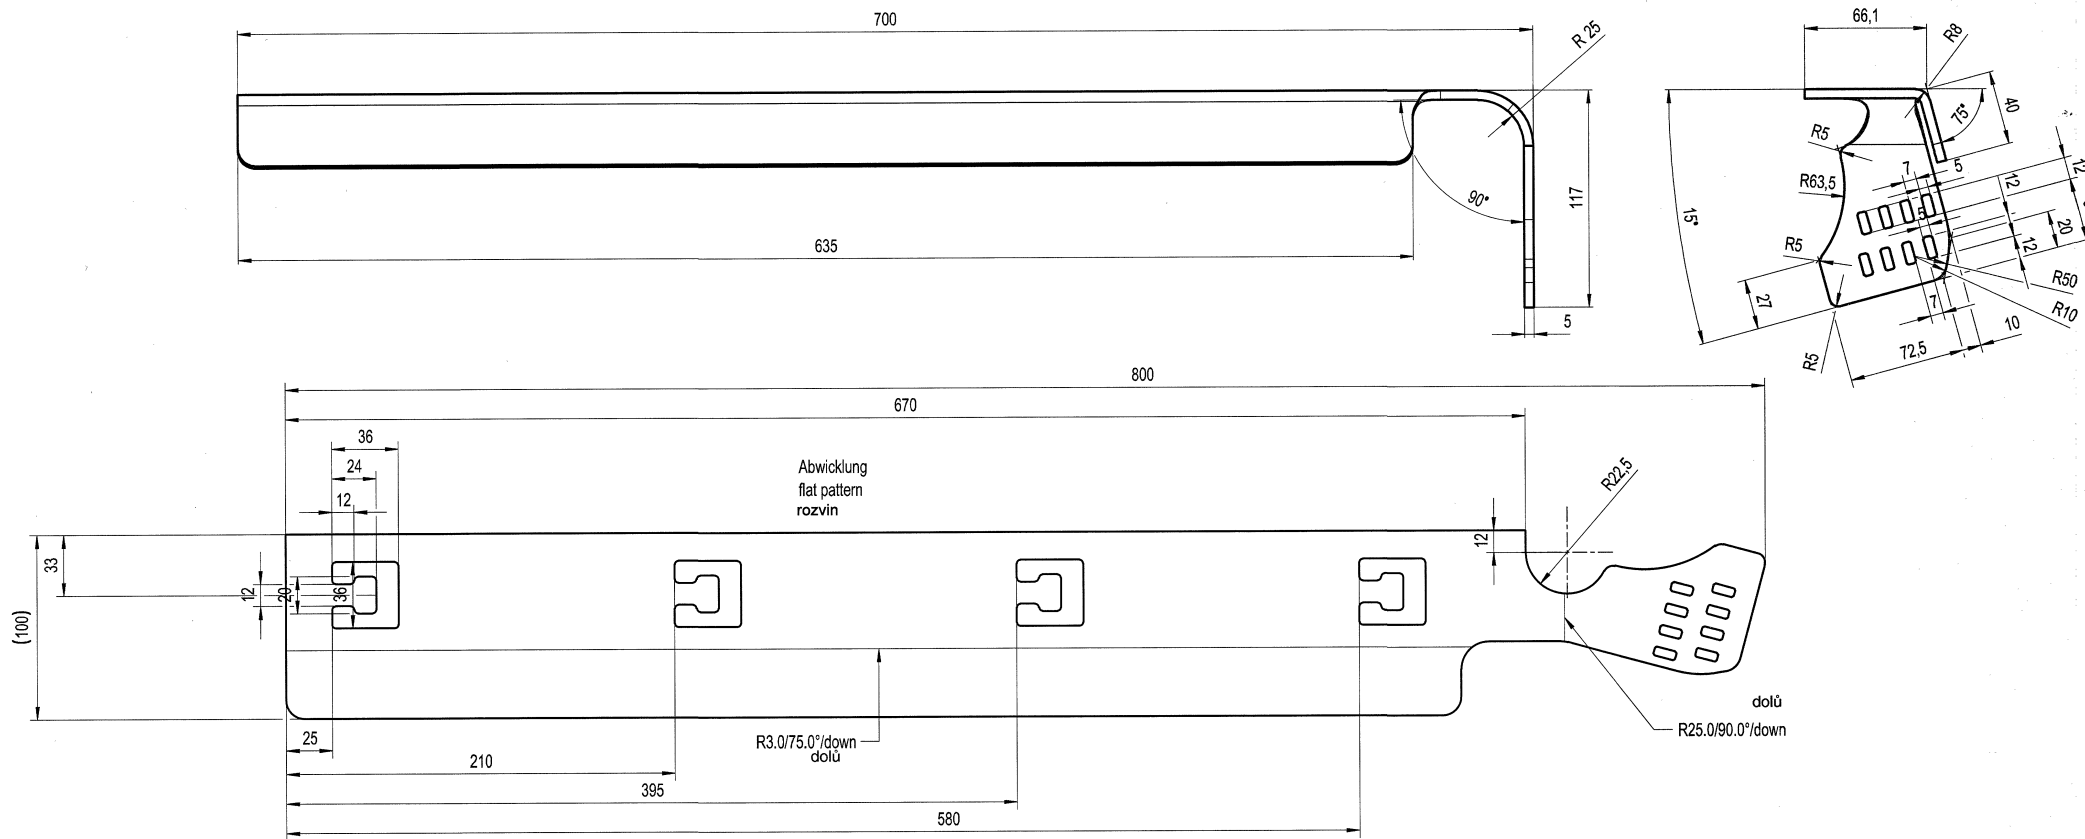 700
R 25
90°
117
635
5
66,1
R8
40
75°
R5
R63,5
7
5
12
12
5
20
12
15°
R5
27
R50
R10
7
10
72,5
R5
800
670
36
24
12
Abwicklung
flat pattern
rozvin
R22,5
12
33
12
20
36
(100)
25
R3.0/75.0°/down
dolů
dolů
R25.0/90.0°/down
210
395
580